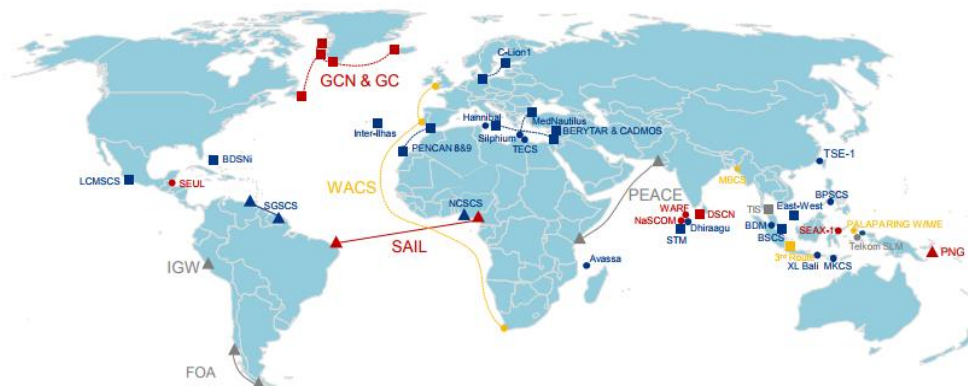 C-Lion1
GCN & GC
Hannibal
MedNautilus
Inter-Ilhas
Silphium
BERYTAR & CADMOS
PENCAN 8&9
TECS
BDSNi
TSE-1
LCMSCS
SEUL
WACS
MBCS
PEACE
SGSCS
NCSCS
WARF
DSCN
TIS
East-West
BPSCS
NaSCOM
Dhiraagu
BDM
SEAX-1
PALAPARING W/M/E
STM
BSCS
Telkom SLM
SAIL
3rd Route
PNG
IGW
Avassa
XL Bali
MKCS
FOA